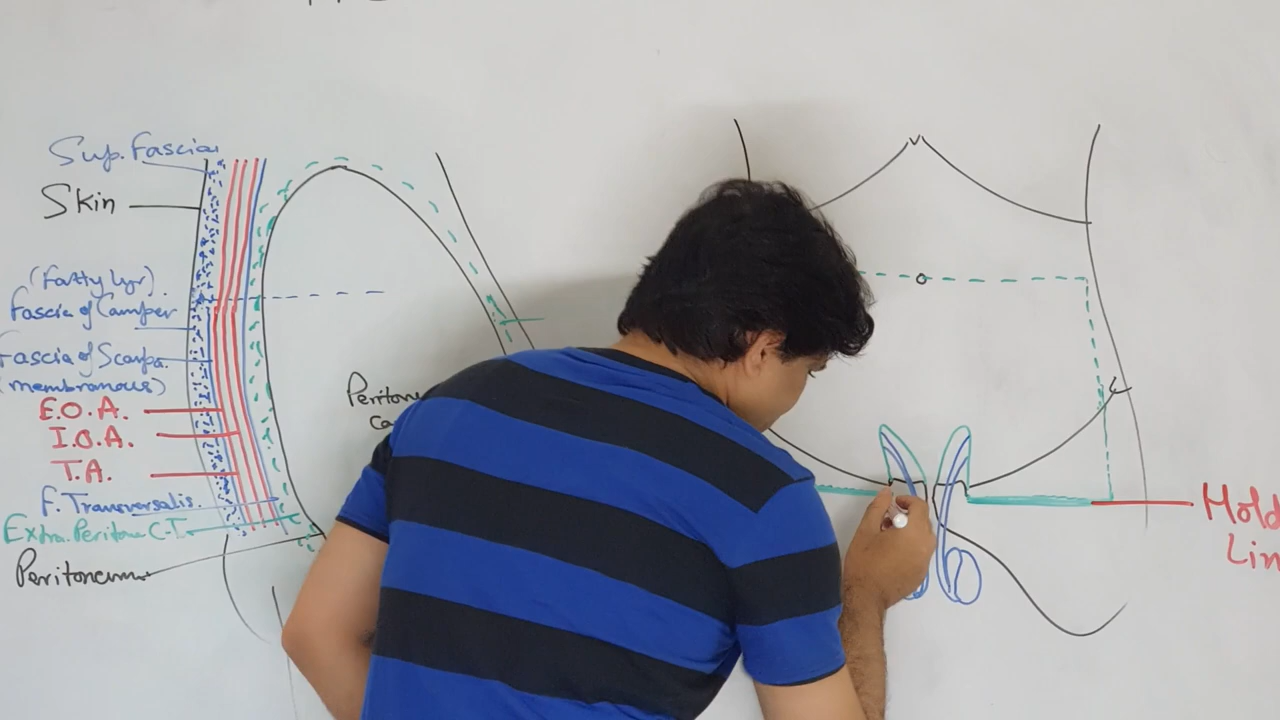 Sup. Fascia
Skin
(Fatty lyr)
Fascia of Camper
Fascia of Scarpa
(membranous)
E.O.A.
I.O.A.
T.A.
F. Transversalis.
Extra. Peritone C.T.
Peritoneum
Peritone
ca
Hold
Lin